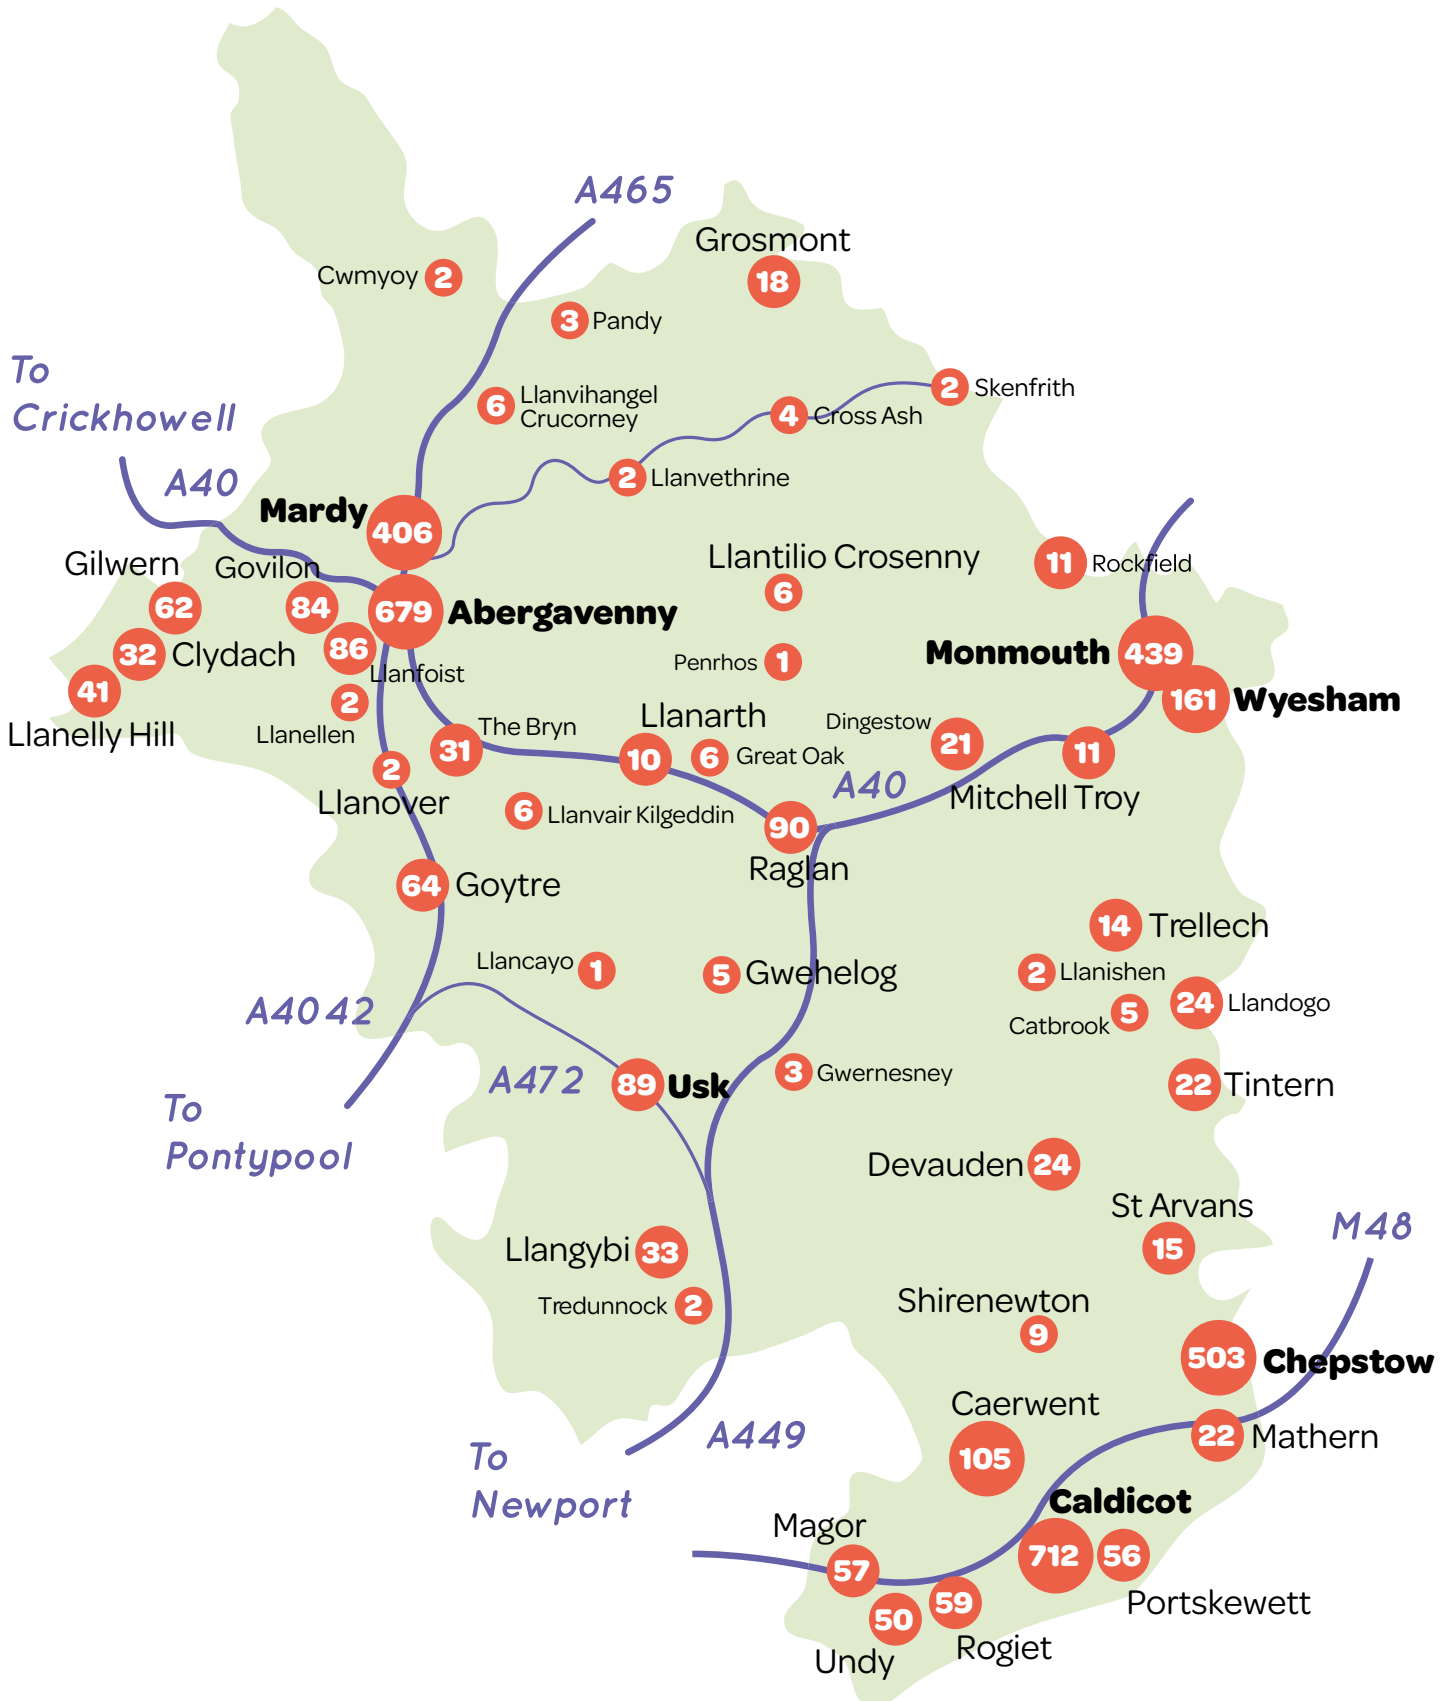 A465
Grosmont
18
Cwmyoy
2
3
Pandy
To
Crickhowell
6
Llanvihangel
Crucorney
2
Skenfrith
4
Cross Ash
A40
2
Llanvethrine
Mardy
406
Gilwern
62
Govilon
84
Llantilio Crosenny
6
11
Rockfield
679
Abergavenny
32
Clydach
86
Llanfoist
Penrhos
1
Monmouth
439
161
Wyesham
41
Llanelly Hill
2
Llanellen
The Bryn
31
Llanarth
10
6
Great Oak
Dingestow
21
11
Mitchell Troy
2
Llanover
6
Llanvair Kilgeddin
A40
90
Raglan
64
Goytre
14
Trellech
Llancayo
1
5
Gwehelog
2
Llanishen
24
Llandogo
Catbrook
5
A4042
A472
89
Usk
3
Gwernesney
22
Tintern
To
Pontypool
Devauden
24
St Arvans
15
M48
Llangybi
33
Tredunnock
2
Shirenewton
9
503
Chepstow
Caerwent
105
22
Mathern
A449
To
Newport
Caldicot
712
56
Portskewett
Magor
57
50
Undy
59
Rogiet